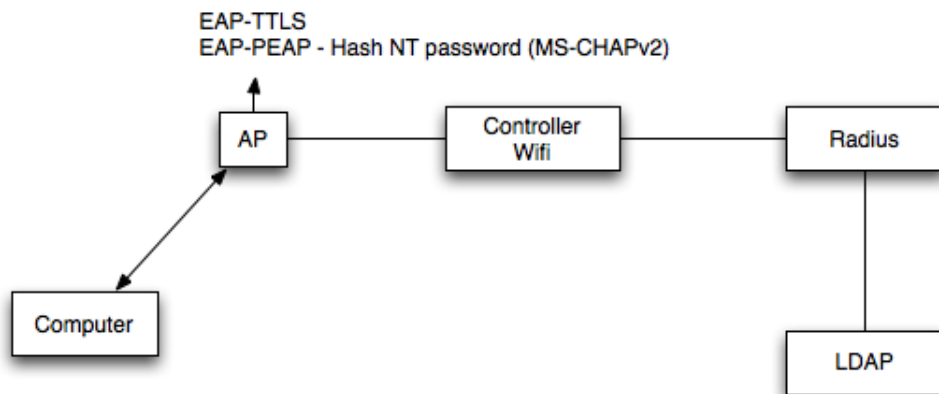 EAP-TTLS
EAP-PEAP - Hash NT password (MS-CHAPv2)
AP
Controller
Wifi
Radius
Computer
LDAP